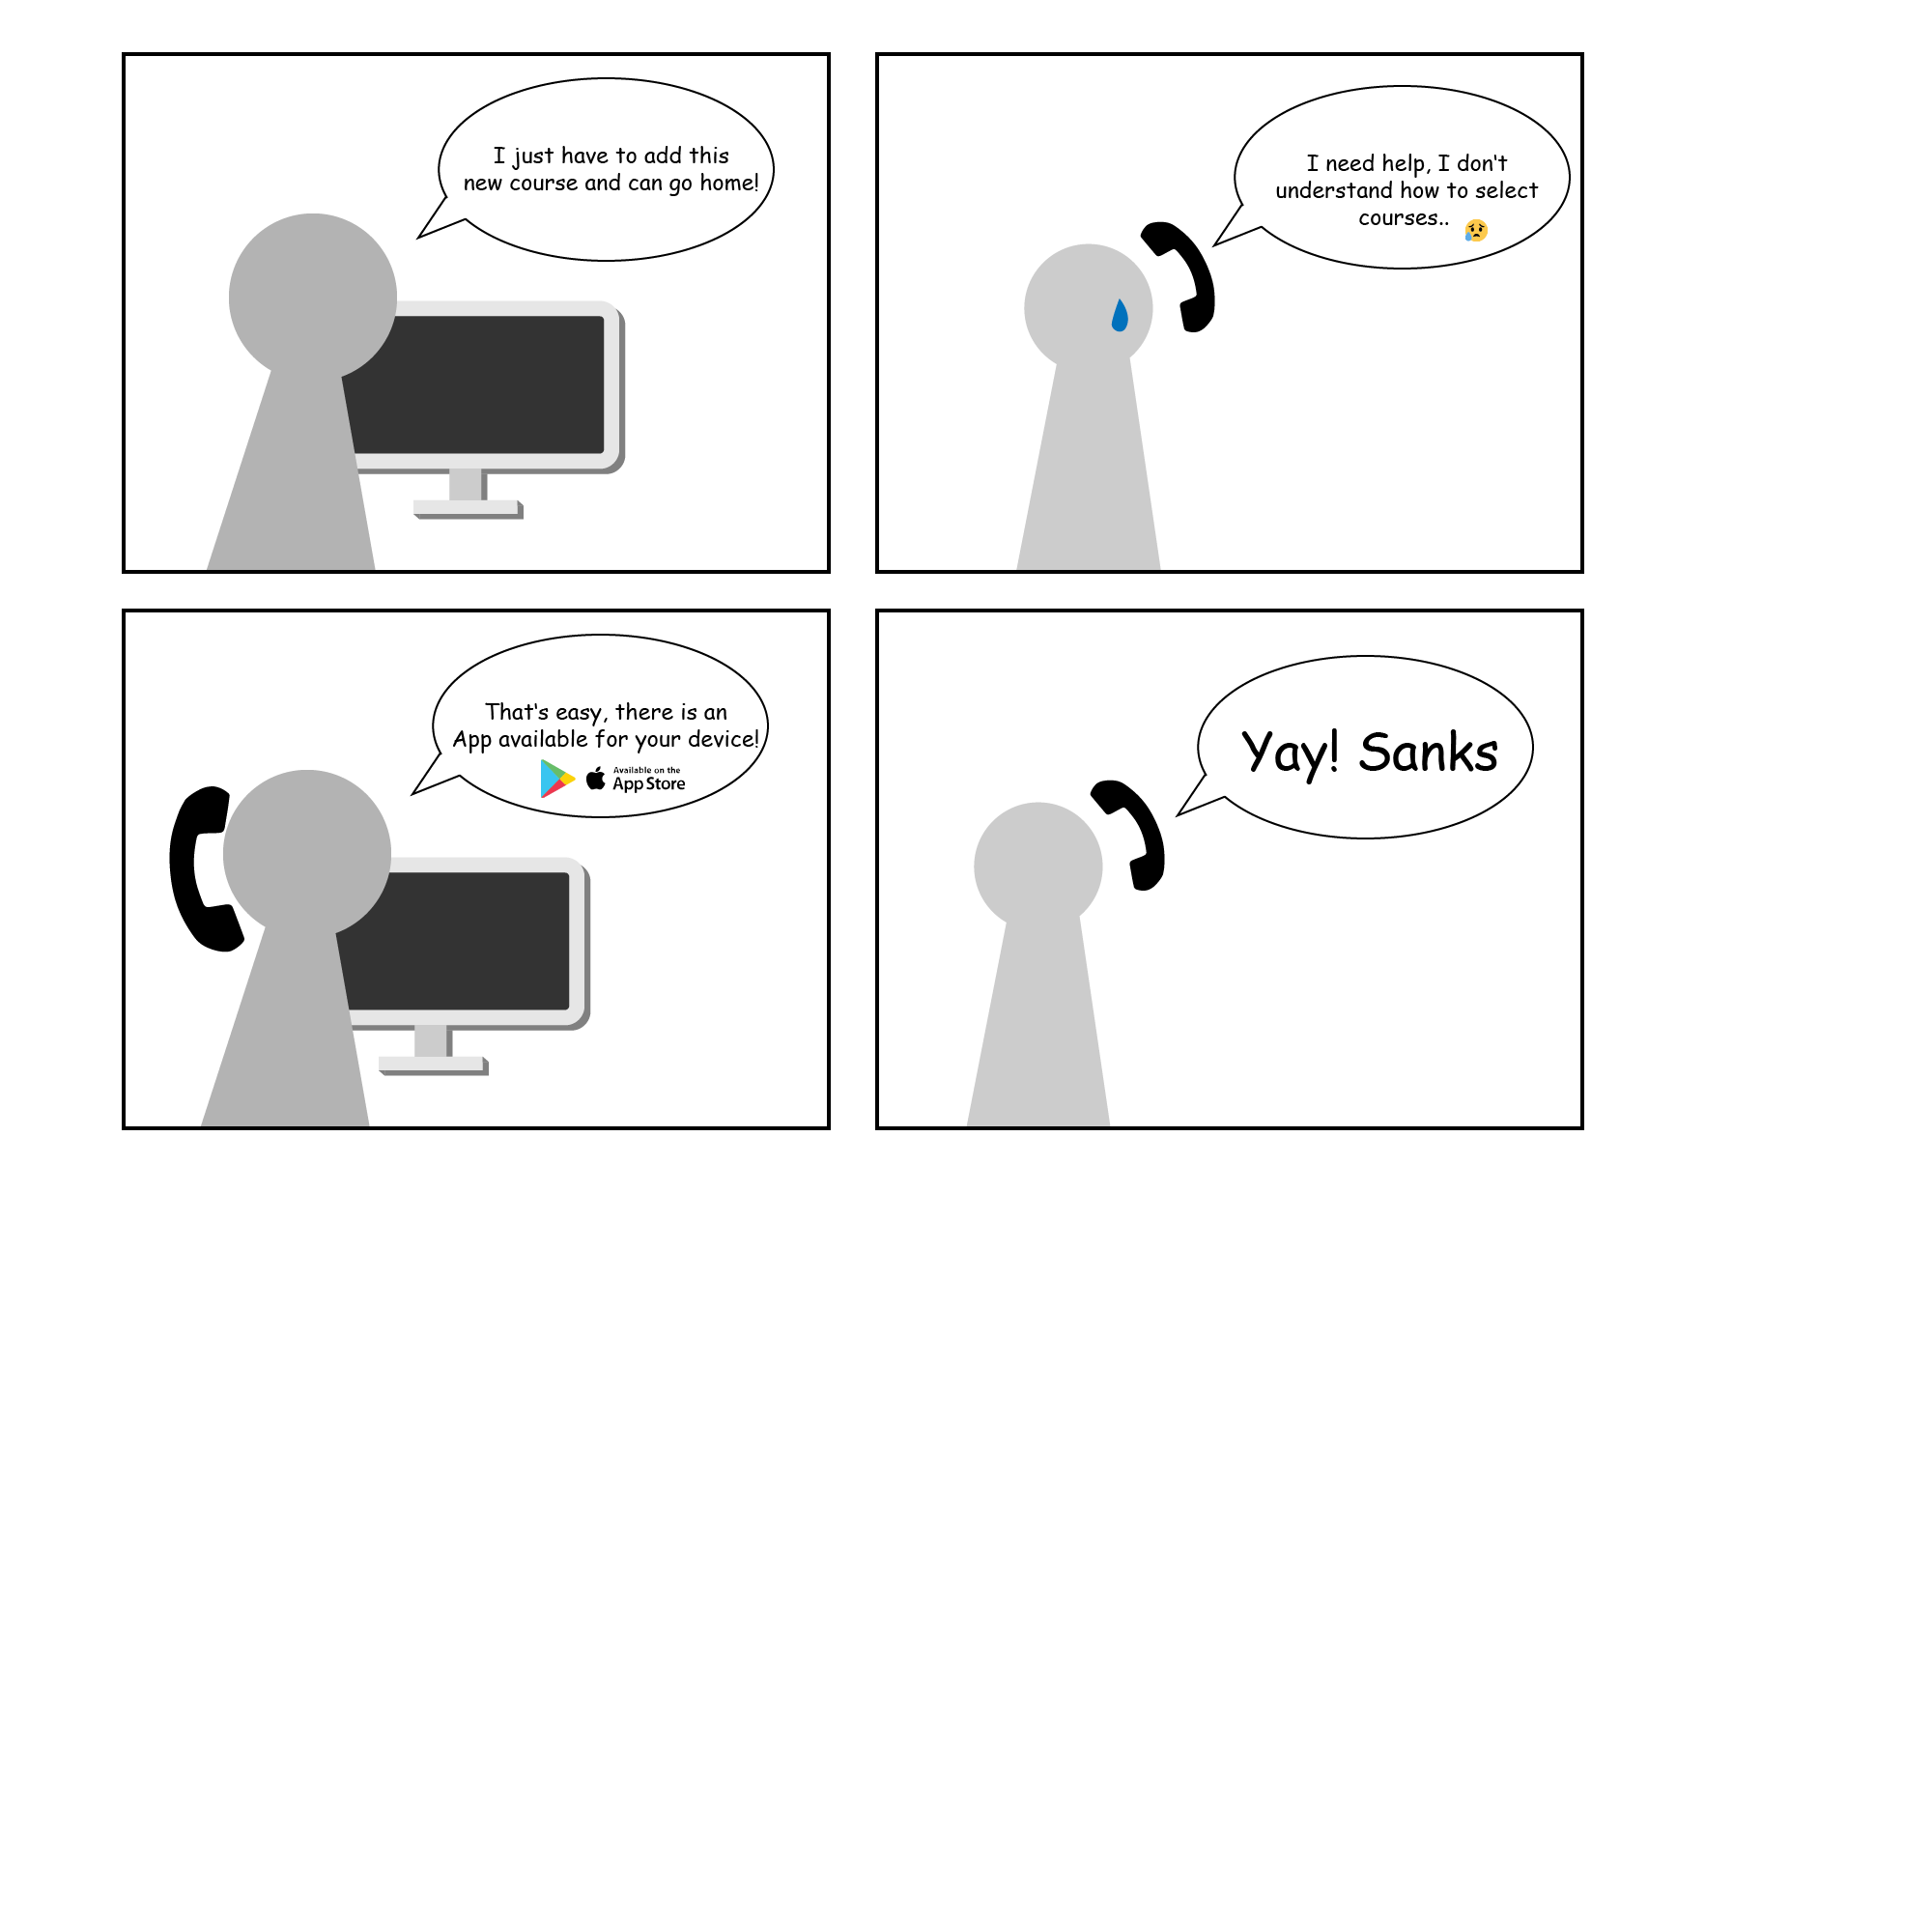 I just have to add this
new course and can go home!
I need help, I don't
understand how to select
courses..
That's easy, there is an
App available for your device!
Available on the
App Store
Yay! Sanks